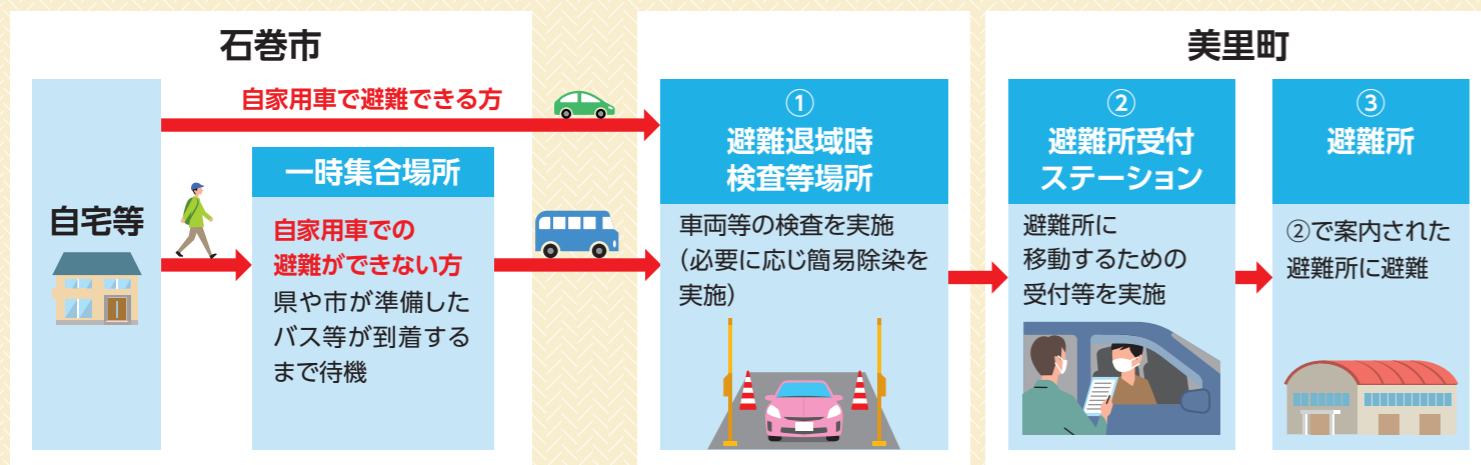 石巻市
自宅等
自家用車で避難できる方
一時集合場所
自家用車での
避難ができない方
県や市が準備した
バス等が到着する
まで待機
①
避難退域時
検査等場所
車両等の検査を実施
（必要に応じ簡易除染を
実施）
美里町
②
避難所受付
ステーション
避難所に
移動するための
受付等を実施
③
避難所
②で案内された
避難所に避難